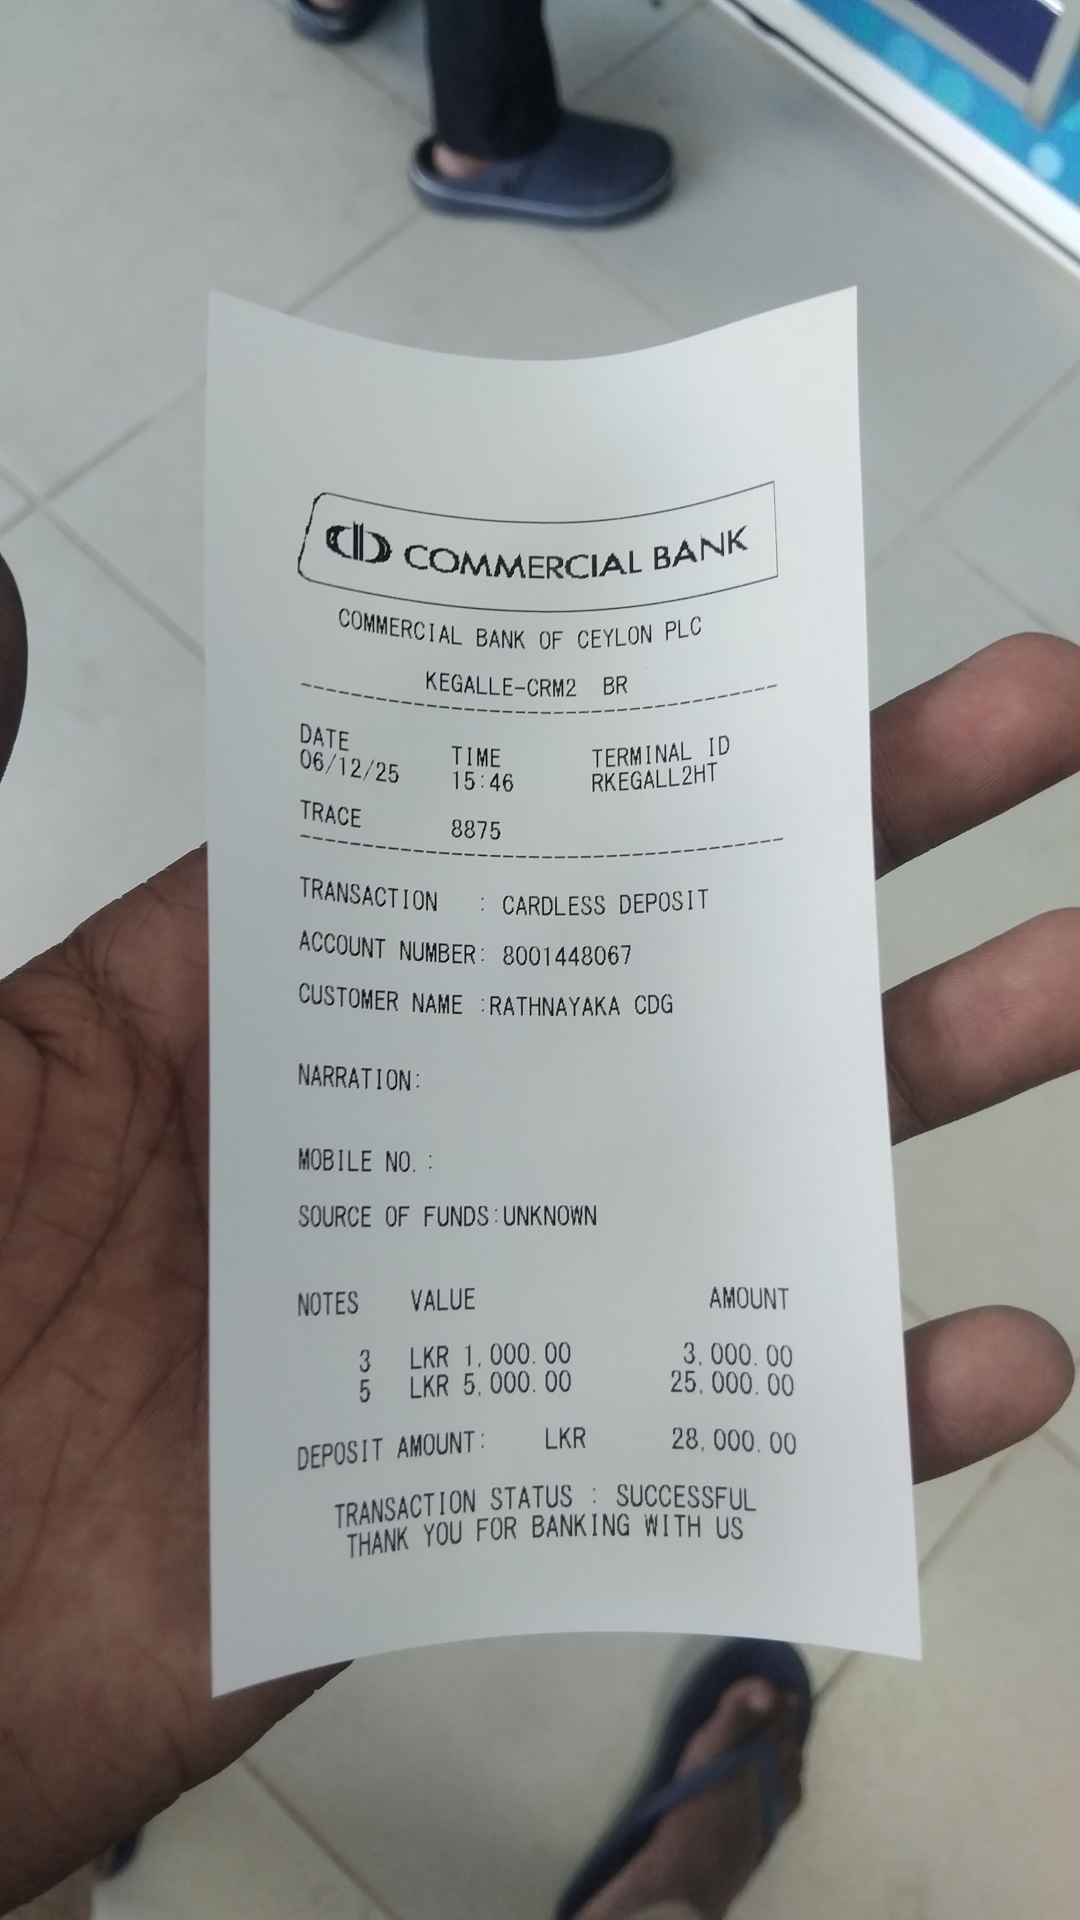 COMMERCIAL BANK
COMMERCIAL BANK OF CEYLON PLC
KEGALLE-CRM2 BR
DATE TIME TERMINAL ID
06/12/25 15:46 RKEGALL2HT
TRACE 8875
TRANSACTION : CARDLESS DEPOSIT
ACCOUNT NUMBER: 8001448067
CUSTOMER NAME :RATHNAYAKA CDG
NARRATION:
MOBILE NO. :
SOURCE OF FUNDS:UNKNOWN
NOTES VALUE AMOUNT
3 LKR 1,000.00 3,000.00
5 LKR 5,000.00 25,000.00
DEPOSIT AMOUNT: LKR 28,000.00
TRANSACTION STATUS : SUCCESSFUL
THANK YOU FOR BANKING WITH US